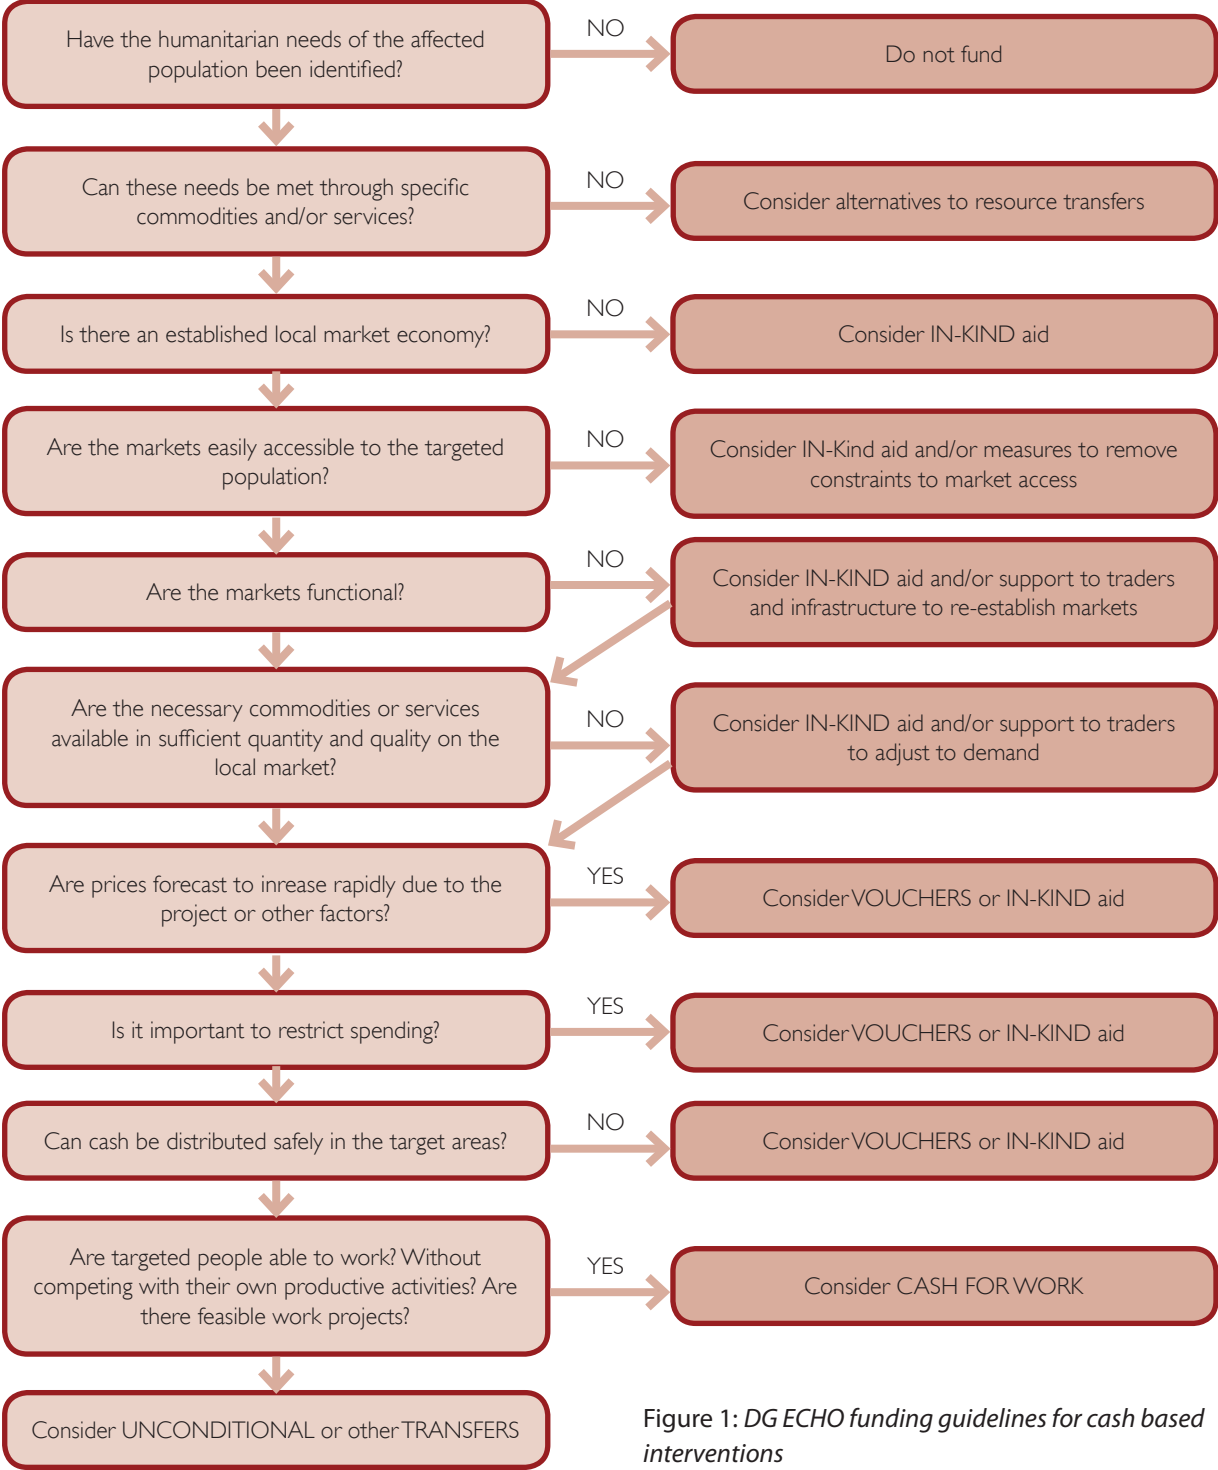 Have the humanitarian needs of the affected
population been identified?
NO
Do not fund
Can these needs be met through specific
commodities and/or services?
NO
Consider alternatives to resource transfers
Is there an established local market economy?
NO
Consider IN-KIND aid
Are the markets easily accessible to the targeted
population?
NO
Consider IN-Kind aid and/or measures to remove
constraints to market access
Are the markets functional?
NO
Consider IN-KIND aid and/or support to traders
and infrastructure to re-establish markets
Are the necessary commodities or services
available in sufficient quantity and quality on the
local market?
NO
Consider IN-KIND aid and/or support to traders
to adjust to demand
Are prices forecast to inrease rapidly due to the
project or other factors?
YES
Consider VOUCHERS or IN-KIND aid
Is it important to restrict spending?
YES
Consider VOUCHERS or IN-KIND aid
Can cash be distributed safely in the target areas?
NO
Consider VOUCHERS or IN-KIND aid
Are targeted people able to work? Without
competing with their own productive activities? Are
there feasible work projects?
YES
Consider CASH FOR WORK
Consider UNCONDITIONAL or other TRANSFERS
Figure 1: DG ECHO funding guidelines for cash based
interventions